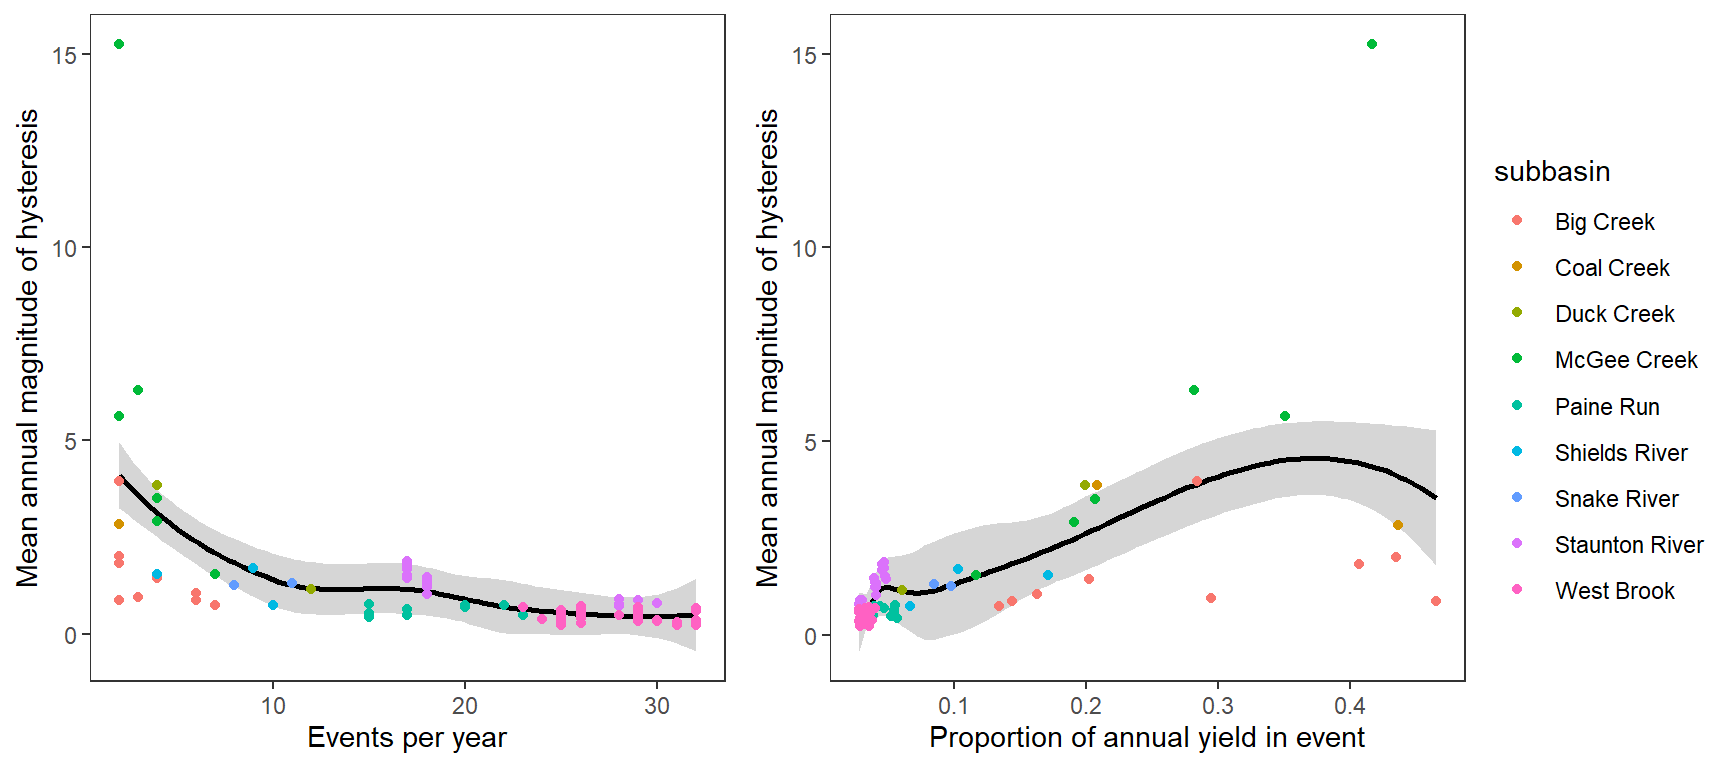 Mean annual magnitude of hysteresis
15
10
5
0
10
20
30
Events per year
Mean annual magnitude of hysteresis
15
10
5
0
0.1
0.2
0.3
0.4
Proportion of annual yield in event
subbasin
Big Creek
Coal Creek
Duck Creek
McGee Creek
Paine Run
Shields River
Snake River
Staunton River
West Brook